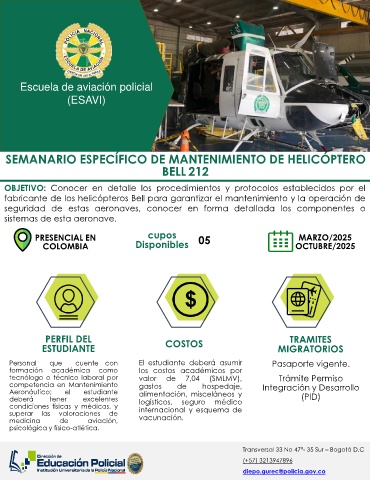 POLICÍA NACIONAL
ESCUELA DE AVIACIÓN
Escuela de aviación policial
(ESAVI)
SEMANARIO ESPECÍFICO DE MANTENIMIENTO DE HELICÓPTERO
BELL 212
OBJETIVO: Conocer en detalle los procedimientos y protocolos establecidos por el
fabricante de los helicópteros Bell para garantizar el mantenimiento y la operación de
seguridad de estas aeronaves, conocer en forma detallada los componentes o
sistemas de esta aeronave.
PRESENCIAL EN
COLOMBIA
cupos
Disponibles 05
MARZO/2025
OCTUBRE/2025
PERFIL DEL
ESTUDIANTE
Personal que cuente con
formación académica como
tecnólogo o técnico laboral por
competencia en Mantenimiento
Aeronáutico; el estudiante
deberá tener excelentes
condiciones físicas y médicas, y
superar las valoraciones de
medicina de aviación,
psicológica y físico-atlética.
$
COSTOS
El estudiante deberá asumir
los costos académicos por
valor de 7,04 (SMLMV),
gastos de hospedaje,
alimentación, misceláneos y
logísticos, seguro médico
internacional y esquema de
vacunación.
TRAMITES
MIGRATORIOS
Pasaporte vigente.
Trámite Permiso
Integración y Desarrollo
(PID)
Dirección de
Educación Policial
Institución Universitaria de la Policía Nacional
Transversal 33 No 47ª- 35 Sur – Bogotá D.C
(+57) 3213947896
diepo.gurec@policia.gov.co